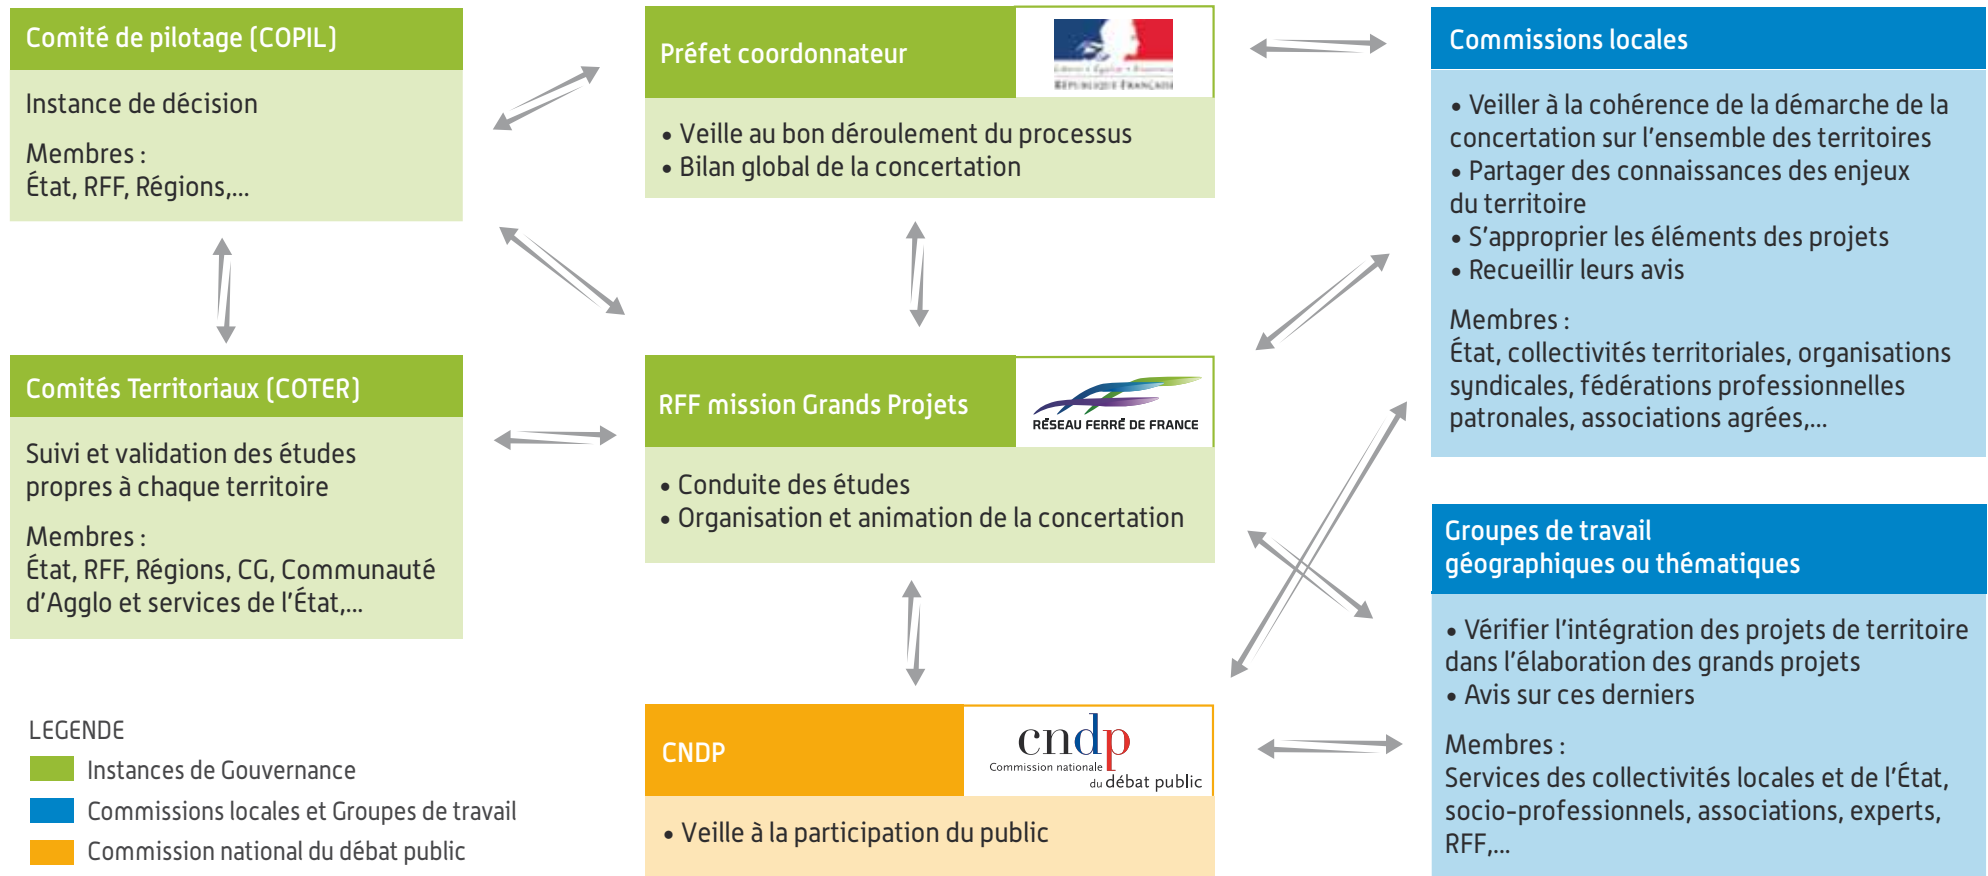 Comité de pilotage (COPIL)
Instance de décision
Membres :
État, RFF, Régions,...
Comités Territoriaux (COTER)
Suivi et validation des études
propres à chaque territoire
Membres :
État, RFF, Régions, CG, Communauté
d'Agglo et services de l'État,...
LEGENDE
Instances de Gouvernance
Commissions locales et Groupes de travail
Commission national du débat public
Préfet coordonnateur
Liberté • Égalité • Fraternité
RÉPUBLIQUE FRANÇAISE
• Veille au bon déroulement du processus
• Bilan global de la concertation
RFF mission Grands Projets
RÉSEAU FERRÉ DE FRANCE
• Conduite des études
• Organisation et animation de la concertation
CNDP
cndp
Commission nationale
du débat public
• Veille à la participation du public
Commissions locales
• Veiller à la cohérence de la démarche de la
concertation sur l'ensemble des territoires
• Partager des connaissances des enjeux
du territoire
• S'approprier les éléments des projets
• Recueillir leurs avis
Membres :
État, collectivités territoriales, organisations
syndicales, fédérations professionnelles
patronales, associations agrées,...
Groupes de travail
géographiques ou thématiques
• Vérifier l'intégration des projets de territoire
dans l'élaboration des grands projets
• Avis sur ces derniers
Membres :
Services des collectivités locales et de l'État,
socio-professionnels, associations, experts,
RFF,...